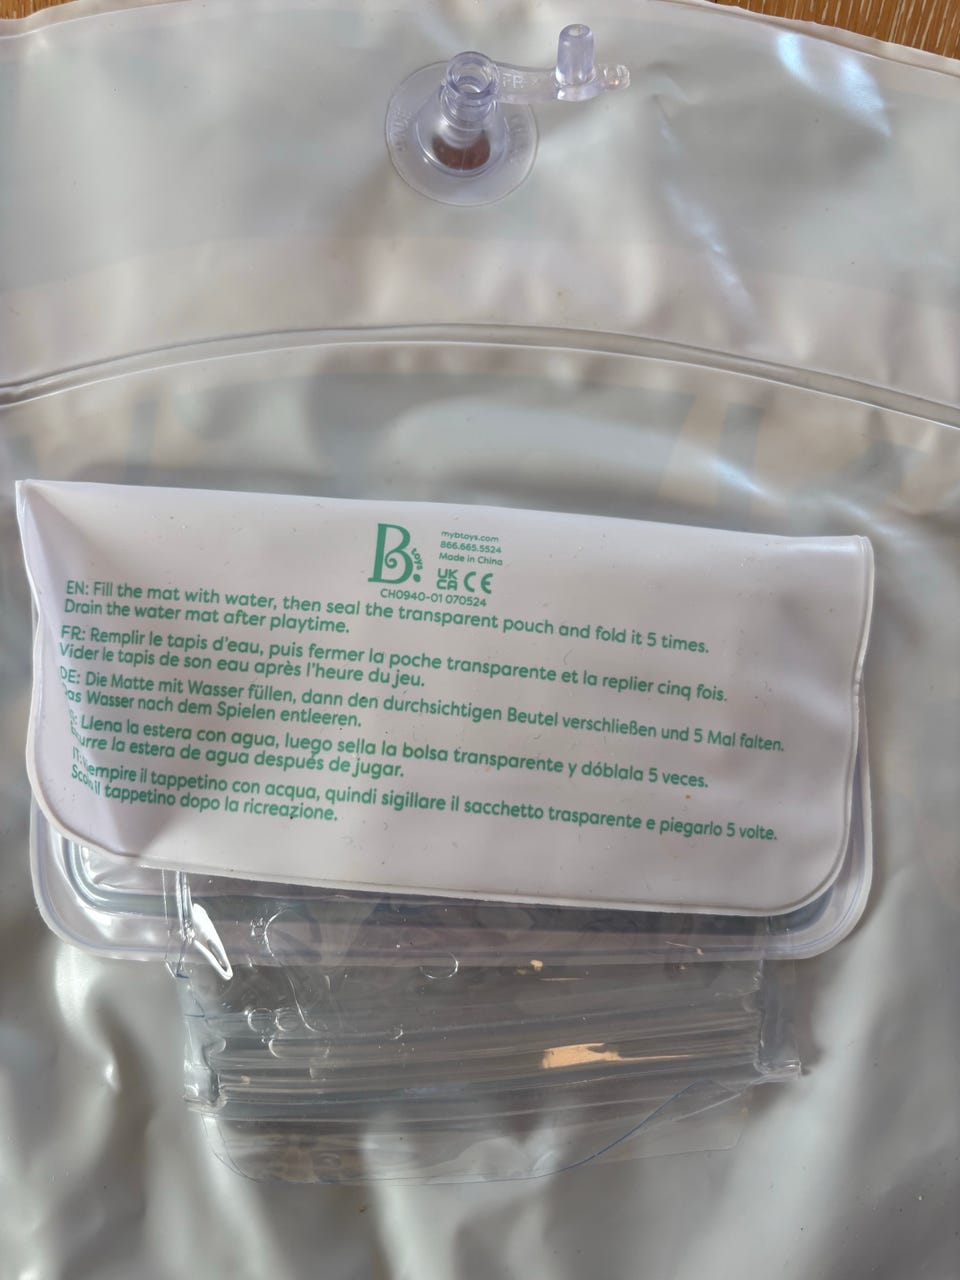 FR
B.
toys
mybtoys.com
866.665.5524
Made in China
UK
CA CE
CH0940-01 070524
EN: Fill the mat with water, then seal the transparent pouch and fold it 5 times.
Drain the water mat after playtime.
FR: Remplir le tapis d'eau, puis fermer la poche transparente et la replier cinq fois.
Vider le tapis de son eau après l'heure du jeu.
DE: Die Matte mit Wasser füllen, dann den durchsichtigen Beutel verschließen und 5 Mal falten.
Das Wasser nach dem Spielen entleeren.
Llena la estera con agua, luego sella la bolsa transparente y dóblala 5 veces.
la estera de agua después de jugar.
IT: Riempire il tappetino con acqua, quindi sigillare il sacchetto trasparente e piegarlo 5 volte.
il tappetino dopo la ricreazione.